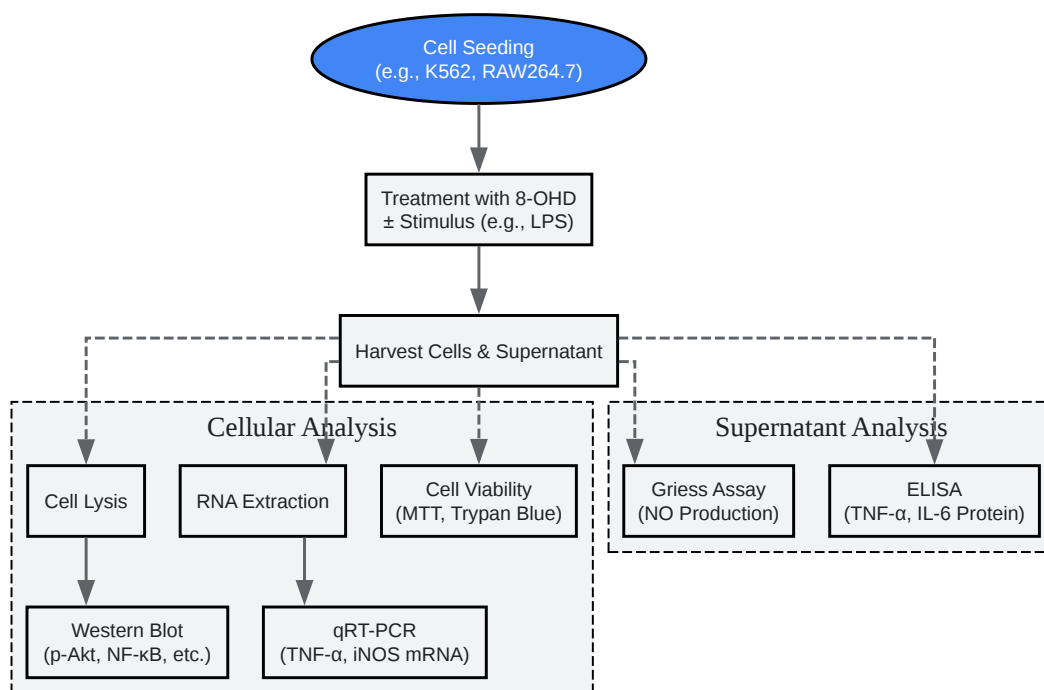 Cell Seeding
(e.g., K562, RAW264.7)
Treatment with 8-OHD
± Stimulus (e.g., LPS)
Harvest Cells & Supernatant
Cellular Analysis
Supernatant Analysis
Cell Lysis
RNA Extraction
Cell Viability
(MTT, Trypan Blue)
Griess Assay
(NO Production)
ELISA
(TNF-α, IL-6 Protein)
Western Blot
(p-Akt, NF-κB, etc.)
qRT-PCR
(TNF-α, iNOS mRNA)